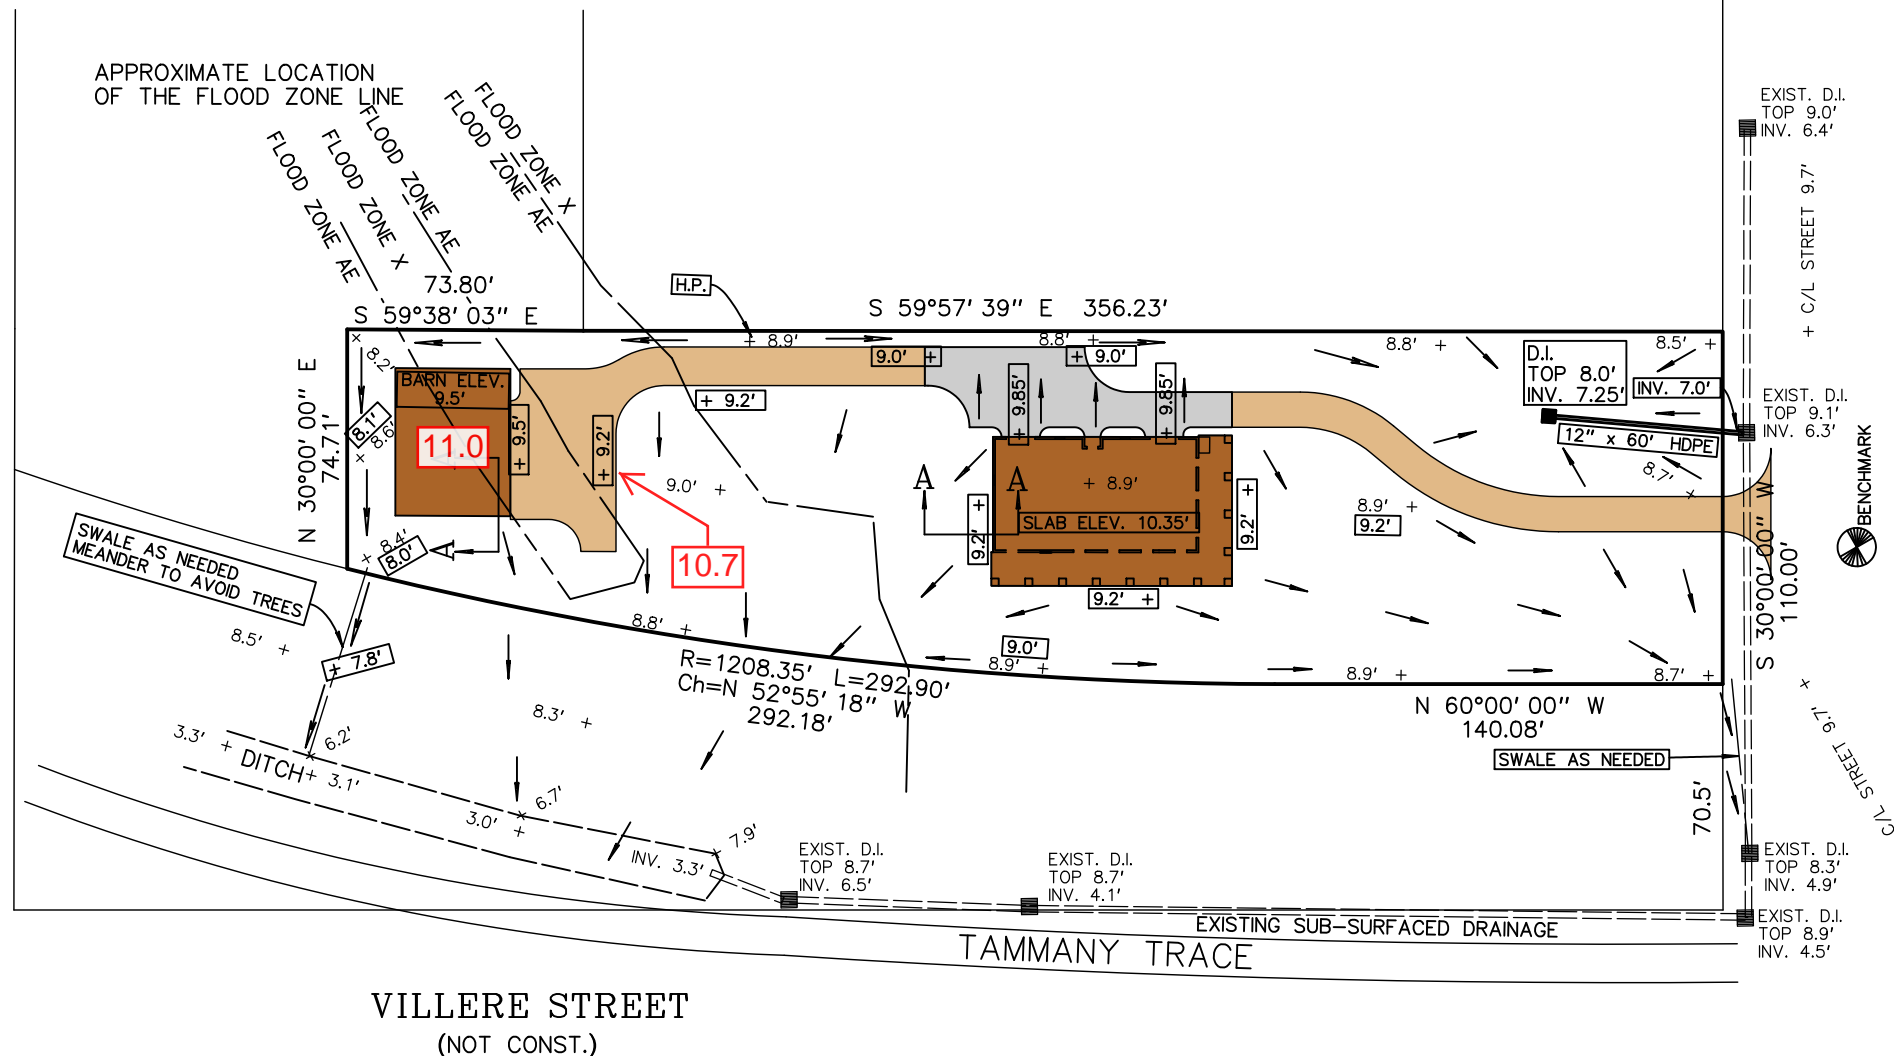 APPROXIMATE LOCATION
OF THE FLOOD ZONE LINE
FLOOD ZONE AE
FLOOD ZONE X
FLOOD ZONE AE
FLOOD ZONE AE
FLOOD ZONE X
73.80'
S 59°38' 03" E
H.P.
S 59°57' 39" E 356.23'
EXIST. D.I.
TOP 9.0'
INV. 6.4'
+ C/L STREET 9.7'
8.2'
8.9'
8.8'
8.8'
8.5'
9.0'
9.0'
D.I.
TOP 8.0'
INV. 7.25'
INV. 7.0'
EXIST. D.I.
TOP 9.1'
INV. 6.3'
12" x 60' HDPE
8.7'
BENCHMARK
N 30°00' 00" E
74.71'
BARN ELEV.
9.5'
8.1'
8.6'
11.0
9.5'
9.2'
9.2'
9.85'
9.85'
9.0'
10.7
A
A
8.9'
SLAB ELEV. 10.35'
9.2'
9.2'
9.2'
8.9'
9.2'
S 30°00' 00" W
110.00'
8.4'
8.0'
A
SWALE AS NEEDED
MEANDER TO AVOID TREES
8.5'
7.8'
8.8'
R=1208.35' L=292.90'
Ch=N 52°55' 18" W
292.18'
9.0'
8.9'
8.9'
8.7'
N 60°00' 00" W
140.08'
SWALE AS NEEDED
70.5'
C/L STREET 9.7'
8.3'
3.3'
6.2'
DITCH
3.1'
6.7'
3.0'
7.9'
INV. 3.3'
EXIST. D.I.
TOP 8.7'
INV. 6.5'
EXIST. D.I.
TOP 8.7'
INV. 4.1'
EXIST. D.I.
TOP 8.3'
INV. 4.9'
EXIST. D.I.
TOP 8.9'
INV. 4.5'
EXISTING SUB-SURFACED DRAINAGE
TAMMANY TRACE
VILLERE STREET
(NOT CONST.)